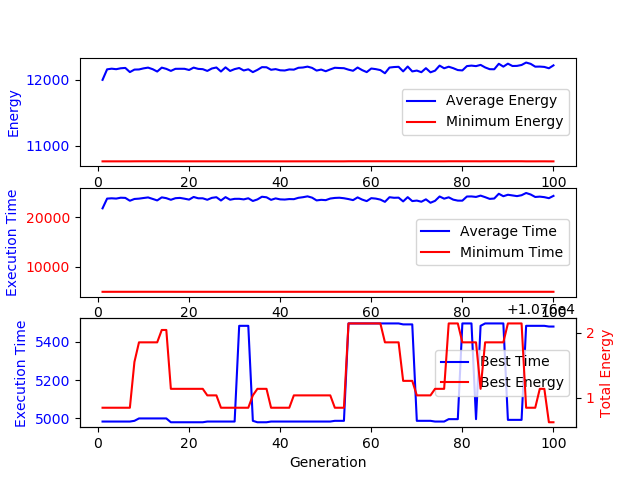 Energy
12000
11000
Average Energy
Minimum Energy
0 20 40 60 80 100
Execution Time
20000
10000
Average Time
Minimum Time
0 20 40 60 80 100
+1.076e4
Execution Time
5400
5200
5000
Best Time
Best Energy
2
1
Total Energy
0 20 40 60 80 100
Generation